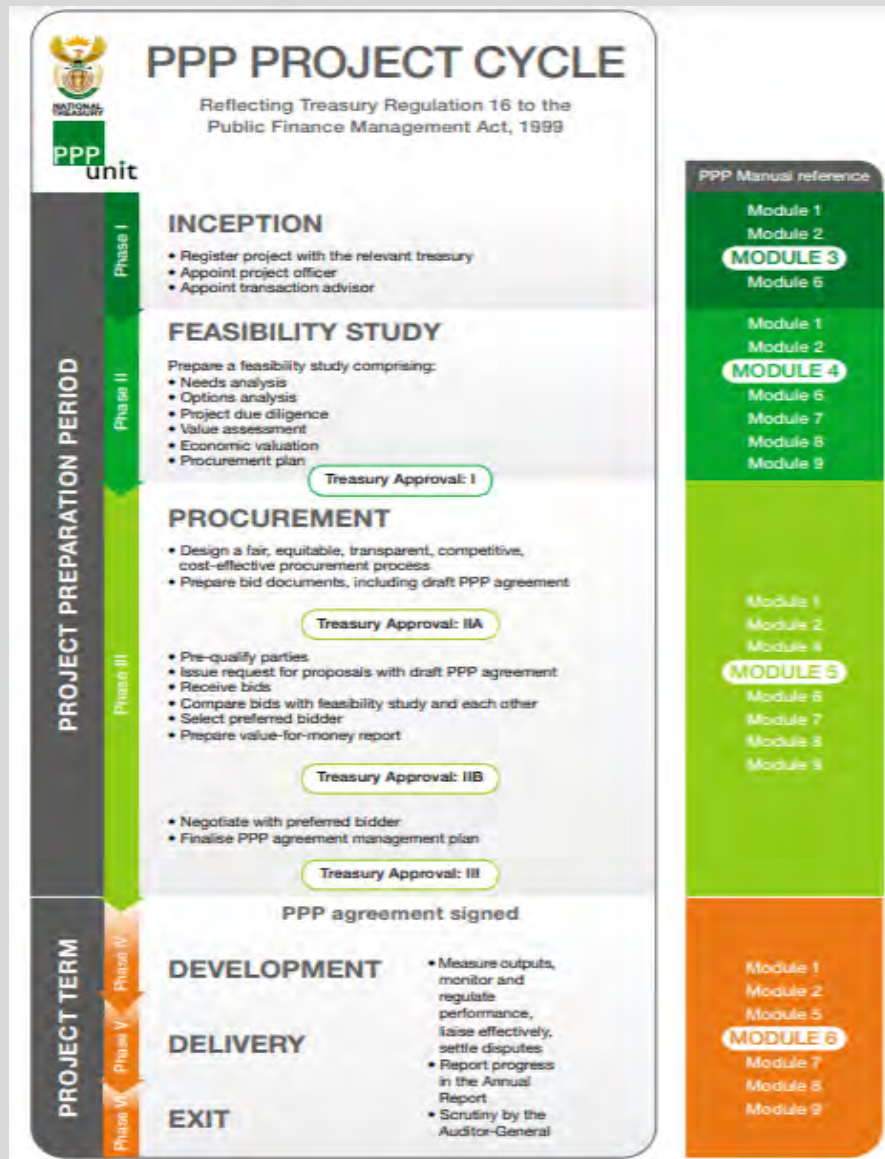 NATIONAL
TREASURY
PPP
unit
PPP PROJECT CYCLE
Reflecting Treasury Regulation 16 to the
Public Finance Management Act, 1999
PROJECT PREPARATION PERIOD
Phase I
INCEPTION
• Register project with the relevant treasury
• Appoint project officer
• Appoint transaction advisor
Phase II
FEASIBILITY STUDY
Prepare a feasibility study comprising:
• Needs analysis
• Options analysis
• Project due diligence
• Value assessment
• Economic valuation
• Procurement plan
Treasury Approval: I
Phase III
PROCUREMENT
• Design a fair, equitable, transparent, competitive,
cost-effective procurement process
• Prepare bid documents, including draft PPP agreement
Treasury Approval: IIA
• Pre-qualify parties
• Issue request for proposals with draft PPP agreement
• Receive bids
• Compare bids with feasibility study and each other
• Select preferred bidder
• Prepare value-for-money report
Treasury Approval: IIB
• Negotiate with preferred bidder
• Finalise PPP agreement management plan
Treasury Approval: III
PROJECT TERM
PPP agreement signed
Phase IV
DEVELOPMENT
Phase V
DELIVERY
Phase VI
EXIT
• Measure outputs,
monitor and
regulate
performance,
liaise effectively,
settle disputes
• Report progress
in the Annual
Report
• Scrutiny by the
Auditor-General
PPP Manual reference
Module 1
Module 2
MODULE 3
Module 6
Module 1
Module 2
MODULE 4
Module 6
Module 7
Module 8
Module 9
Module 1
Module 2
Module 4
MODULE 5
Module 6
Module 7
Module 8
Module 9
Module 1
Module 2
Module 5
MODULE 6
Module 7
Module 8
Module 9